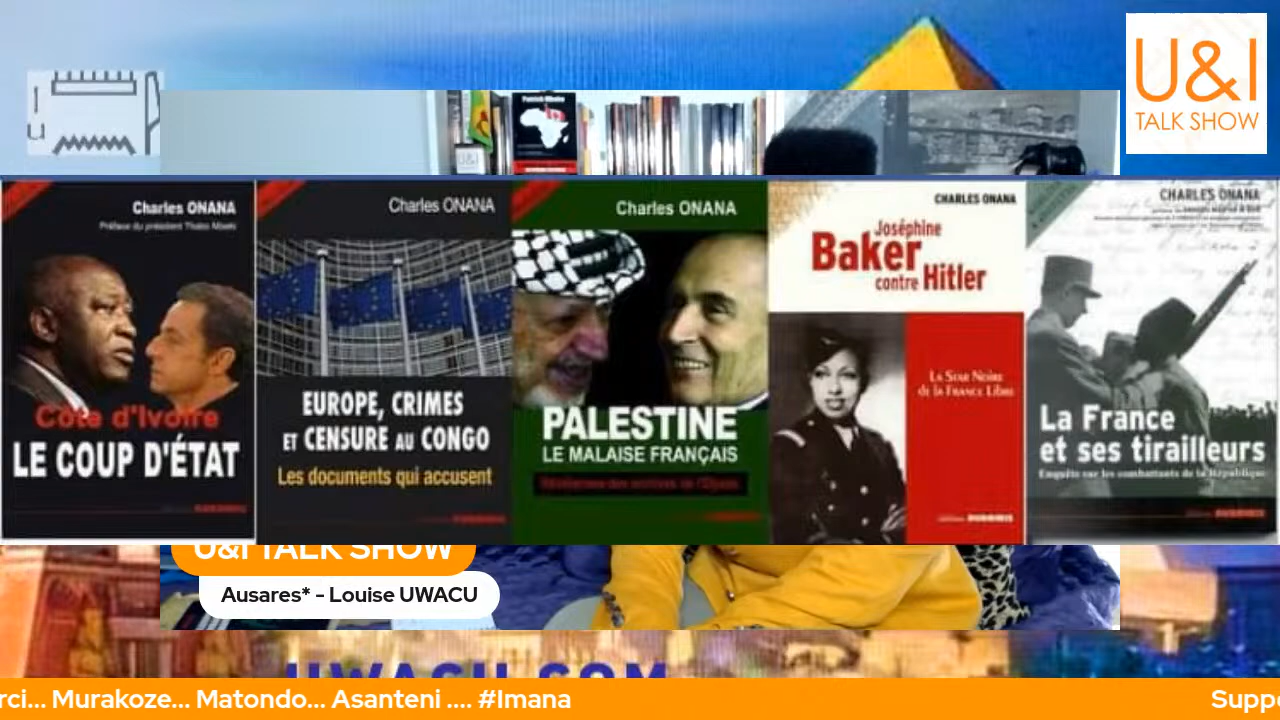 U&I
TALK SHOW
Charles ONANA
Préface du président Thabo Mbeki
Côte d'Ivoire
LE COUP D'ÉTAT
Charles ONANA
EUROPE, CRIMES
ET CENSURE AU CONGO
Les documents qui accusent
Charles ONANA
PALESTINE
LE MALAISE FRANÇAIS
CHARLES ONANA
Joséphine
Baker
contre Hitler
La Star Noire
de la France Libre
CHARLES ONANA
La France
et ses tirailleurs
Enquête sur les combattants de la République
U&I TALK SHOW
Ausares* - Louise UWACU
UWACU.COM
rci... Murakoze... Matondo... Asanteni .... #Imana
Suppo